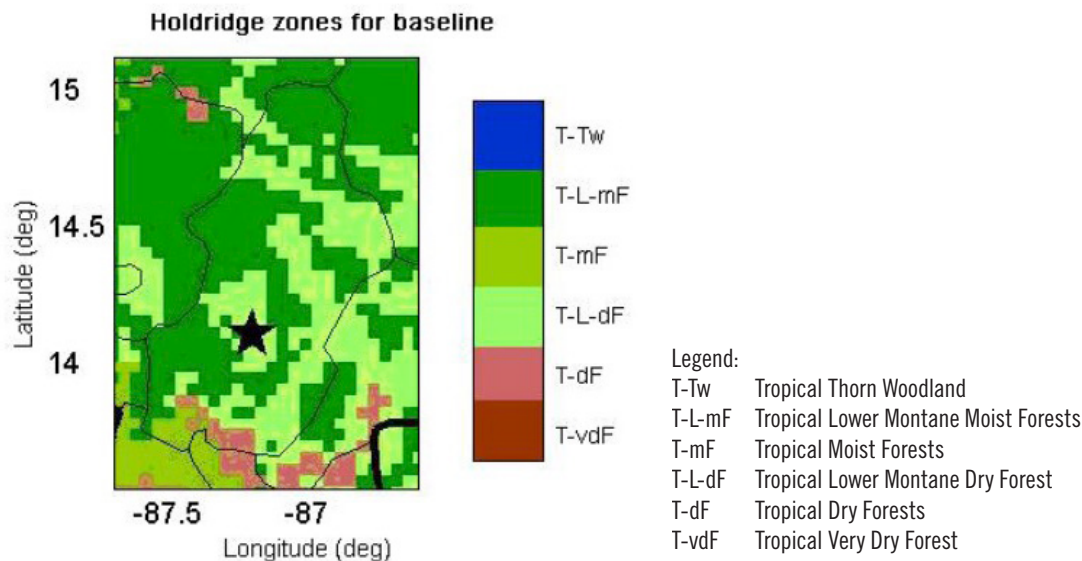 Holdridge zones for baseline
15
14.5
14
Latitude (deg)
-87.5 -87
Longitude (deg)
T-Tw
T-L-mF
T-mF
T-L-dF
T-dF
T-vdF
Legend:
T-Tw Tropical Thorn Woodland
T-L-mF Tropical Lower Montane Moist Forests
T-mF Tropical Moist Forests
T-L-dF Tropical Lower Montane Dry Forest
T-dF Tropical Dry Forests
T-vdF Tropical Very Dry Forest